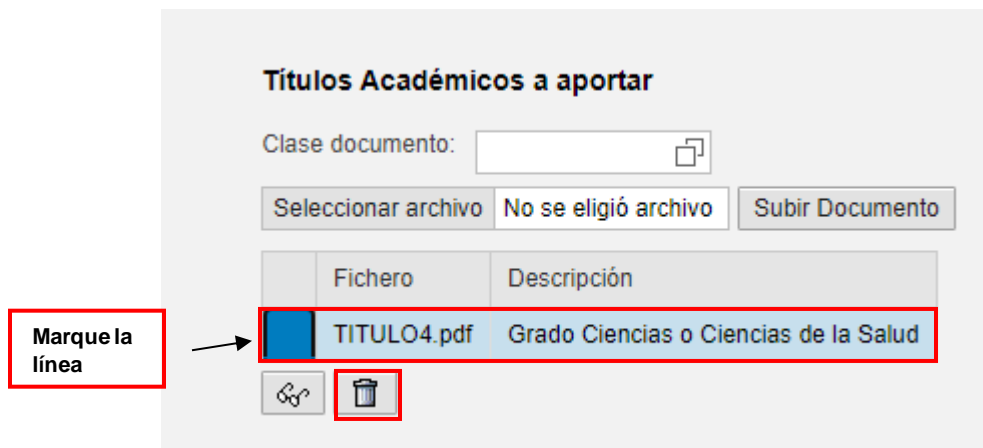 Títulos Académicos a aportar
Clase documento:
Seleccionar archivo No se eligió archivo Subir Documento
Fichero Descripción
Marque la
línea
TITULO4.pdf Grado Ciencias o Ciencias de la Salud